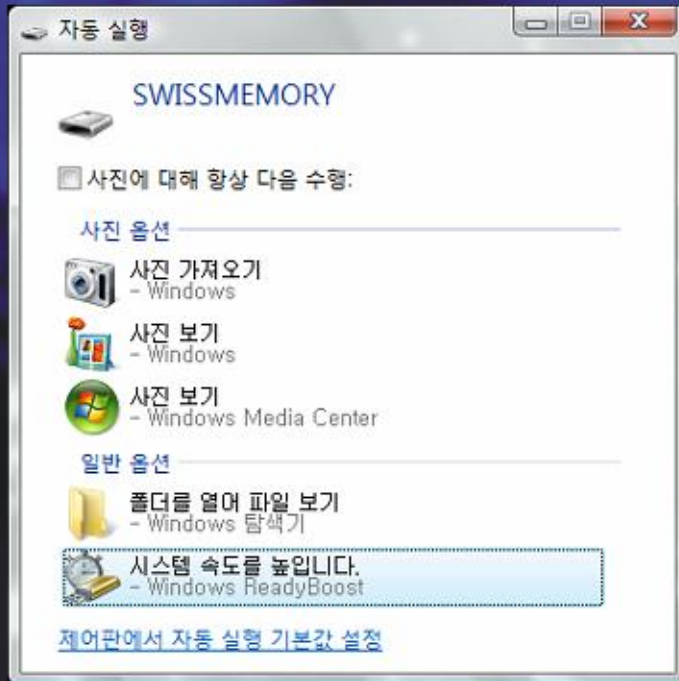 자동 실행
SWISSMEMORY
사진에 대해 항상 다음 수행:
사진 옵션
사진 가져오기
- Windows
사진 보기
- Windows
사진 보기
- Windows Media Center
일반 옵션
폴더를 열어 파일 보기
- Windows 탐색기
시스템 속도를 높입니다.
- Windows ReadyBoost
제어판에서 자동 실행 기본값 설정